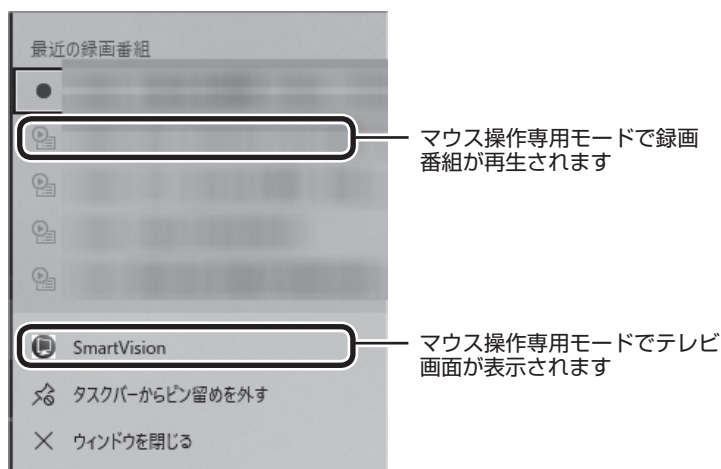 最近の録画番組
マウス操作専用モードで録画
番組が再生されます
SmartVision
マウス操作専用モードでテレビ
画面が表示されます
タスクバーからピン留めを外す
ウィンドウを閉じる